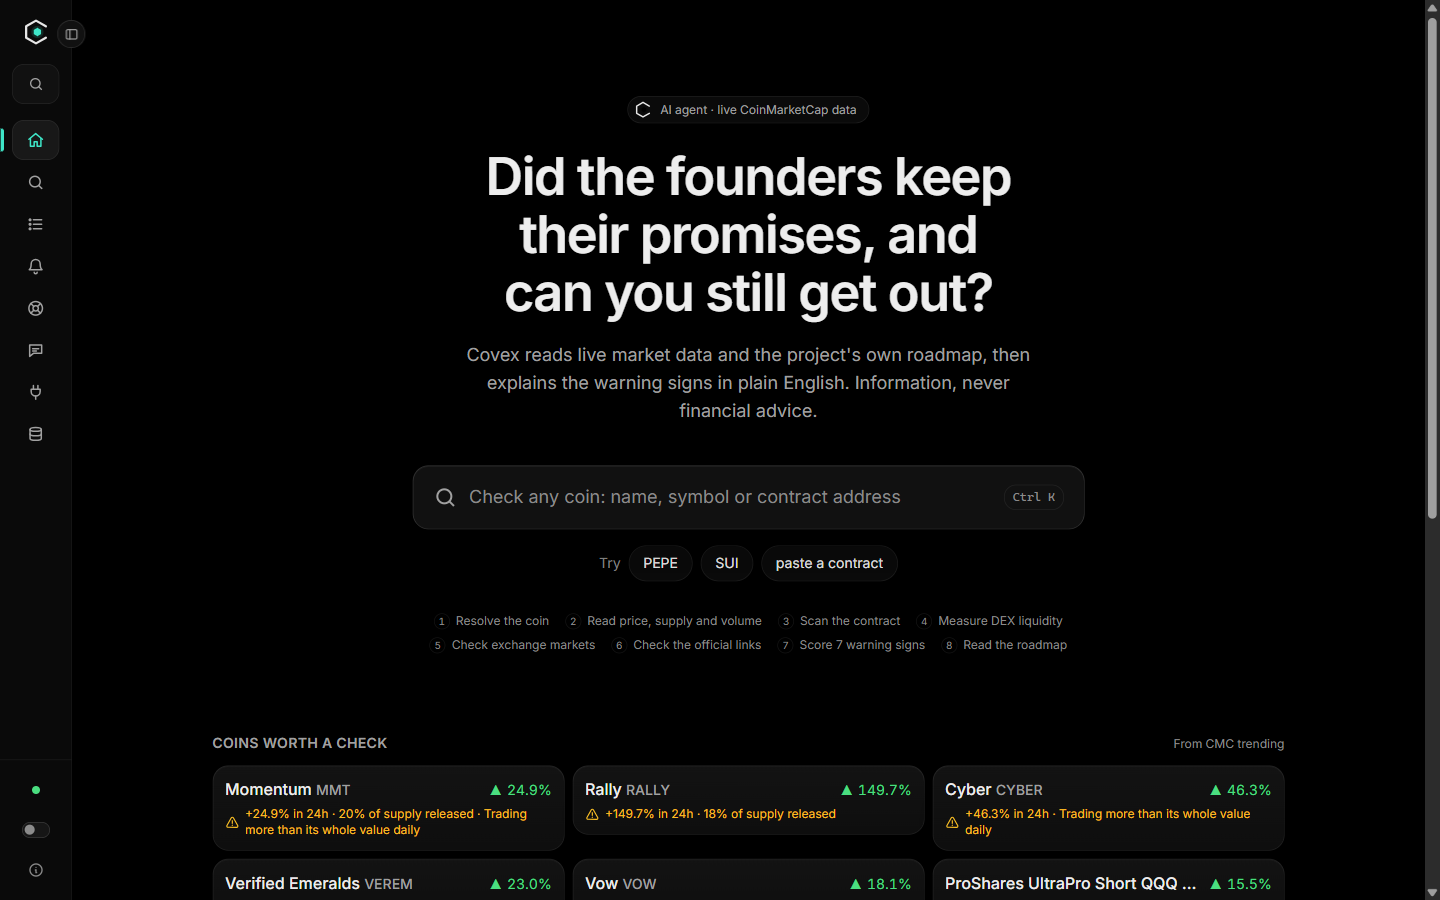 AI agent · live CoinMarketCap data
Did the founders keep
their promises, and
can you still get out?
Covex reads live market data and the project's own roadmap, then
explains the warning signs in plain English. Information, never
financial advice.
Check any coin: name, symbol or contract address
Ctrl K
Try PEPE SUI paste a contract
1 Resolve the coin 2 Read price, supply and volume 3 Scan the contract 4 Measure DEX liquidity
5 Check exchange markets 6 Check the official links 7 Score 7 warning signs 8 Read the roadmap
COINS WORTH A CHECK
From CMC trending
Momentum MMT ▲ 24.9%
+24.9% in 24h · 20% of supply released · Trading
more than its whole value daily
Rally RALLY ▲ 149.7%
+149.7% in 24h · 18% of supply released
Cyber CYBER ▲ 46.3%
+46.3% in 24h · Trading more than its whole value
daily
Verified Emeralds VEREM ▲ 23.0%
Vow VOW ▲ 18.1%
ProShares UltraPro Short QQQ ... ▲ 15.5%